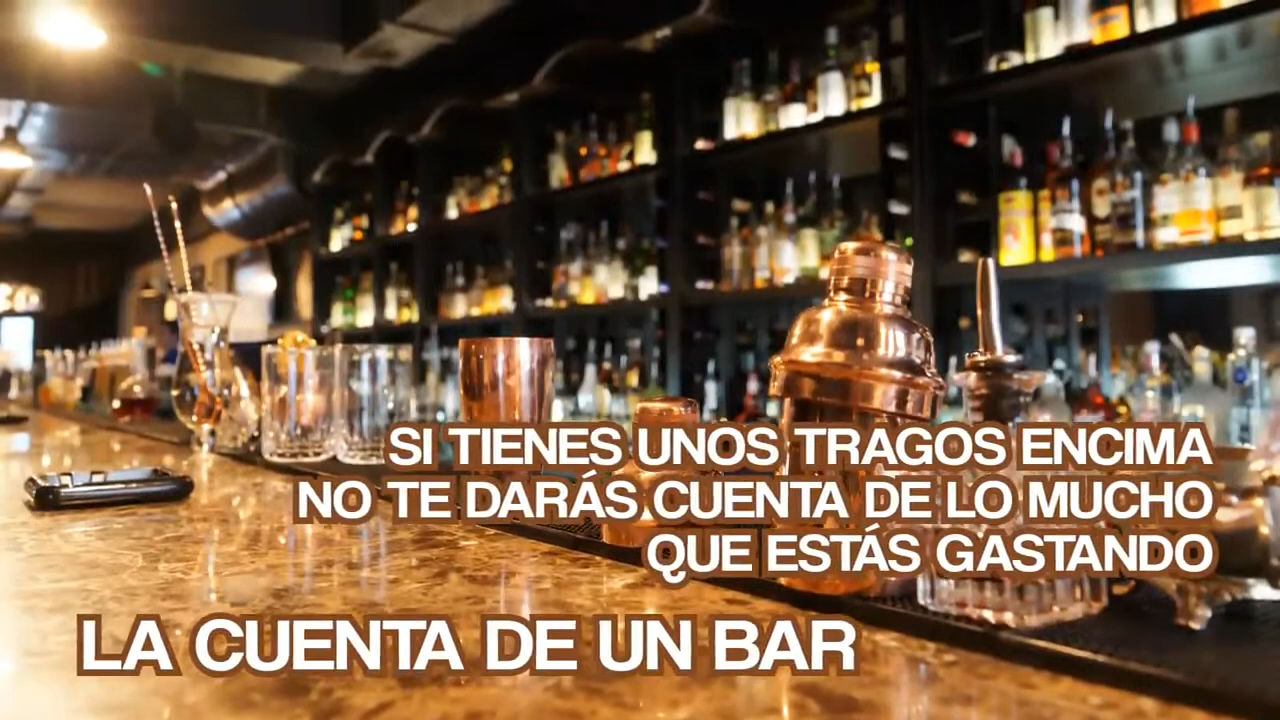 SI TIENES UNOS TRAGOS ENCIMA
NO TE DARÁS CUENTA DE LO MUCHO
QUE ESTÁS GASTANDO
LA CUENTA DE UN BAR